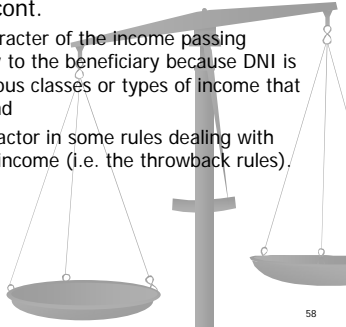 cont.
racter of the income passing
to the beneficiary because DNI is
ous classes or types of income that
actor in some rules dealing with
income (i.e. the throwback rules).
58